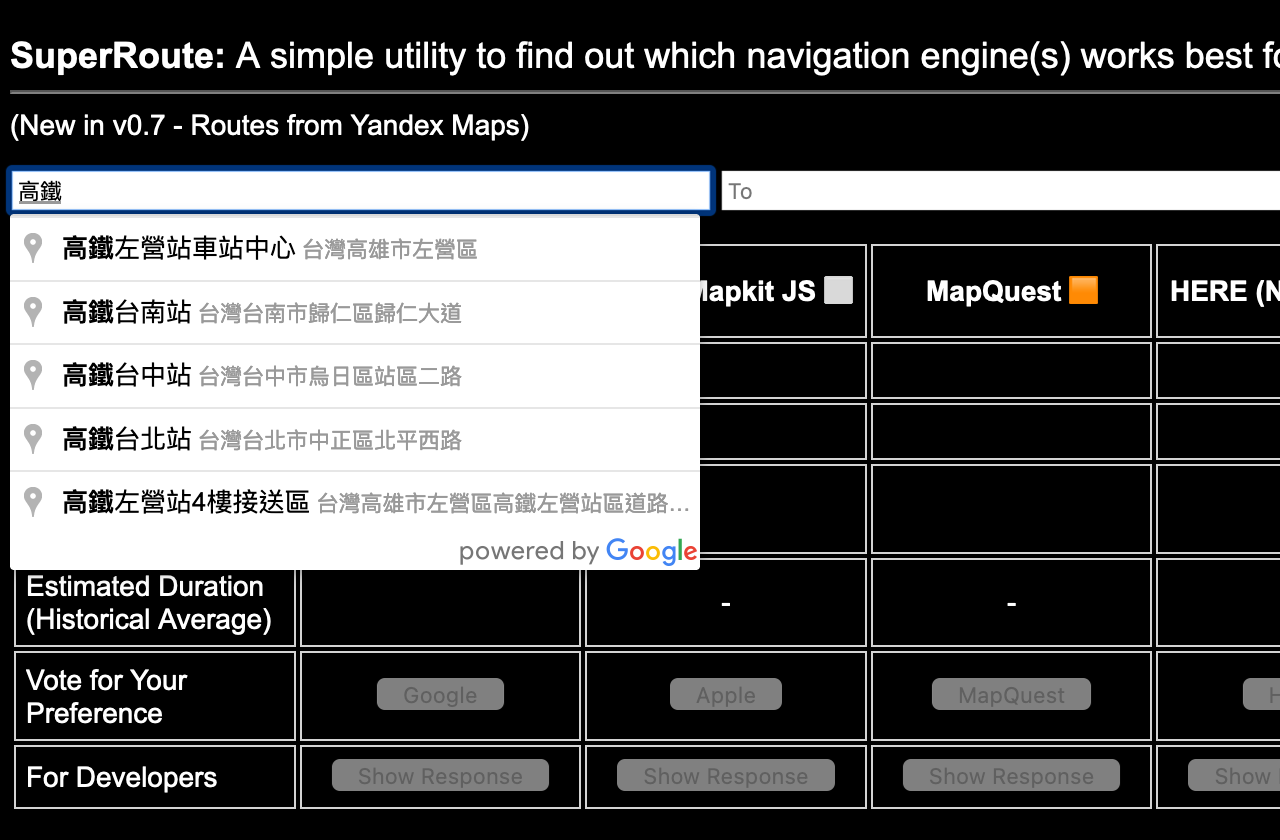 SuperRoute: A simple utility to find out which navigation engine(s) works best
(New in v0.7 - Routes from Yandex Maps)
高鐵 To
高鐵左營站車站中心 台灣高雄市左營區
高鐵台南站 台灣台南市歸仁區歸仁大道
高鐵台中站 台灣台中市烏日區站區二路
高鐵台北站 台灣台北市中正區北平西路
高鐵左營站4樓接送區 台灣高雄市左營區高鐵左營站區道路...
powered by Google
Mapkit JS MapQuest HERE
Estimated Duration
(Historical Average) - -
Vote for Your
Preference Google Apple MapQuest
For Developers Show Response Show Response Show Response Show